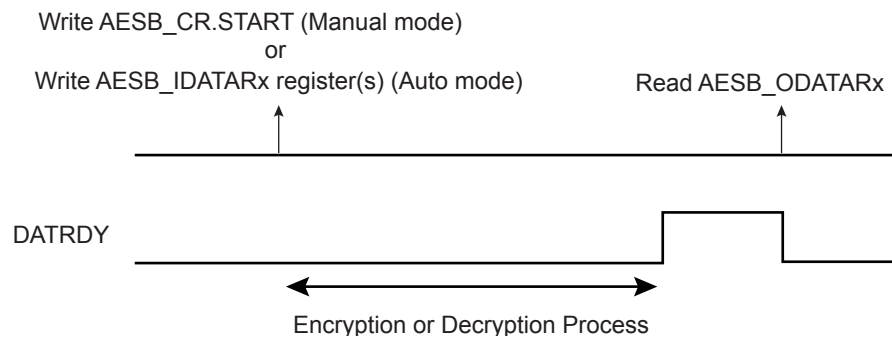 Write AESB_CR.START (Manual mode)
or
Write AESB_IDATARx register(s) (Auto mode)
Read AESB_ODATARx
DATRDY
Encryption or Decryption Process